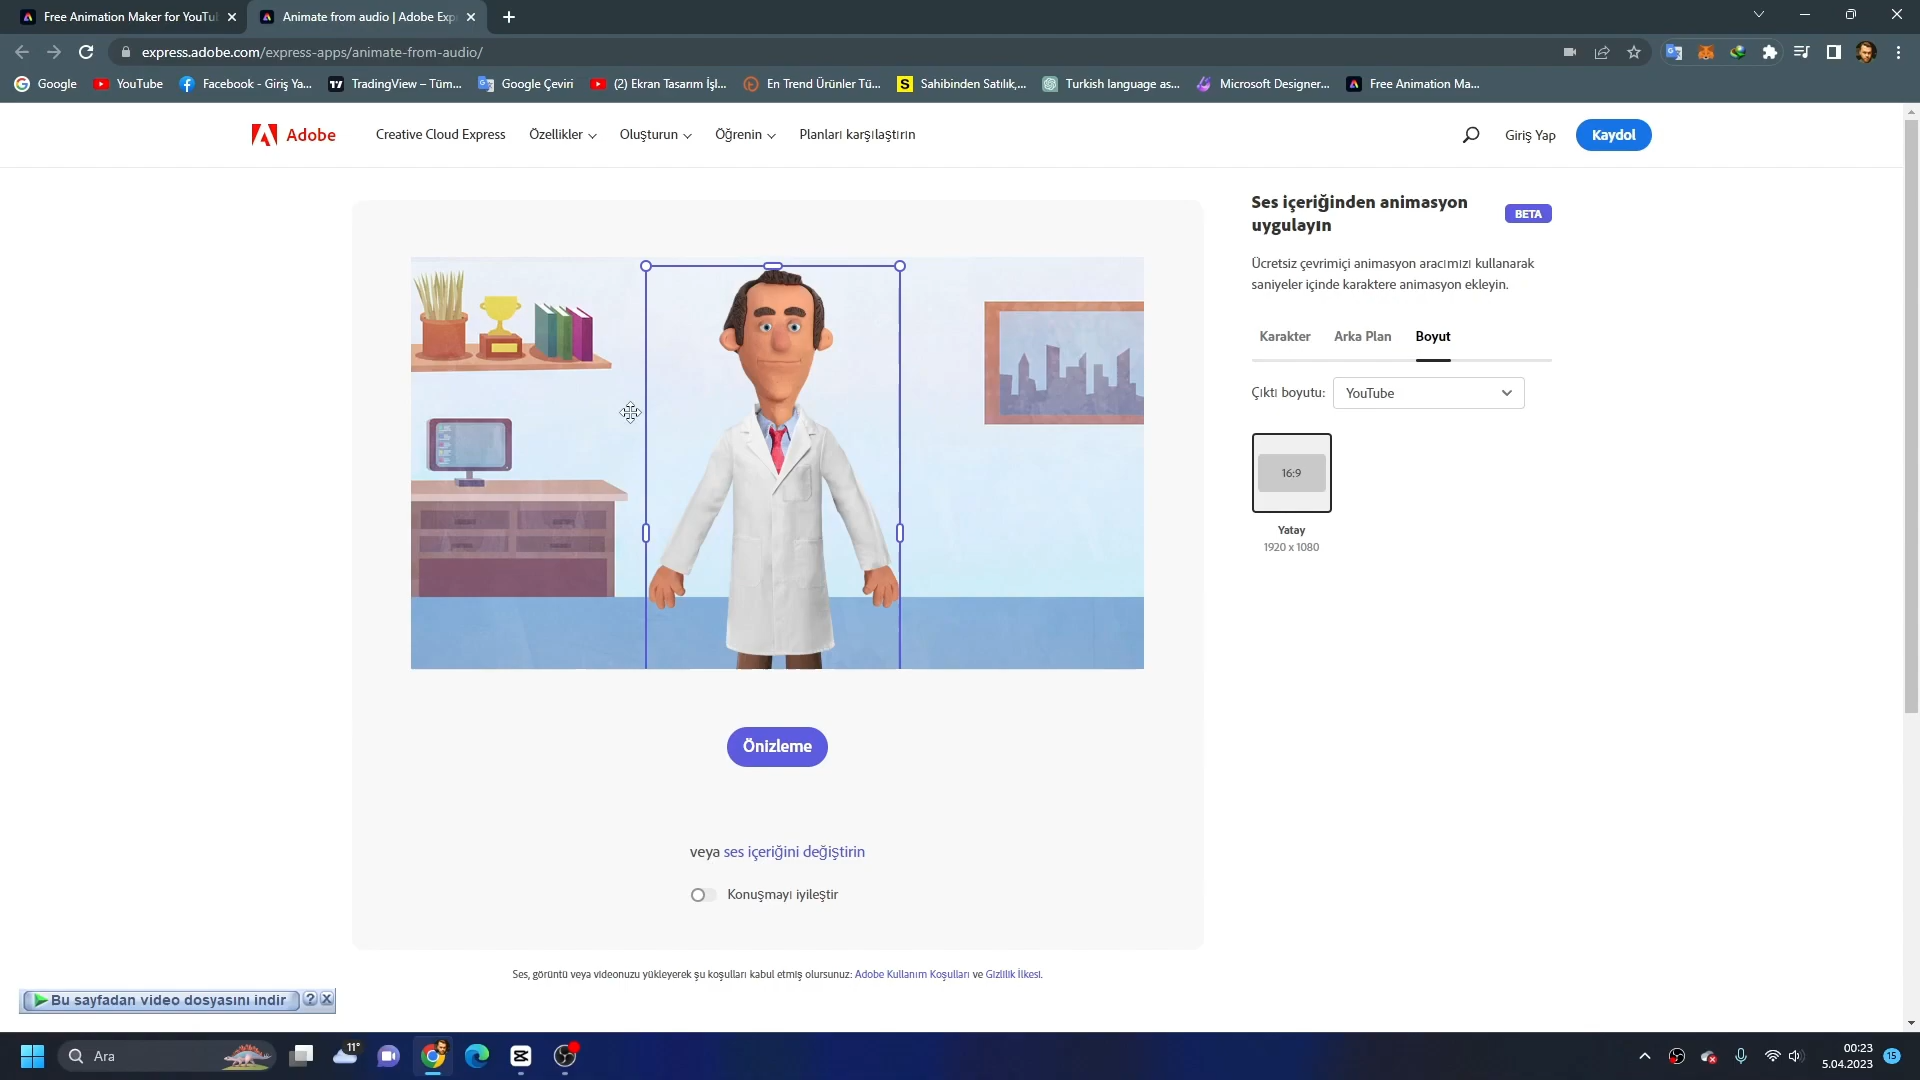 Free Animation Maker for YouTu
Animate from audio | Adobe Exp
express.adobe.com/express-apps/animate-from-audio/
Google
YouTube
Facebook - Giriş Ya...
TradingView – Tüm...
Google Çeviri
(2) Ekran Tasarım İşl...
En Trend Ürünler Tü...
Sahibinden Satılık,...
Turkish language as...
Microsoft Designer...
Free Animation Ma...
Adobe
Creative Cloud Express
Özellikler
Oluşturun
Öğrenin
Planları karşılaştırın
Giriş Yap
Kaydol
Ses içeriğinden animasyon
uygulayın
BETA
Ücretsiz çevrimiçi animasyon aracımızı kullanarak
saniyeler içinde karaktere animasyon ekleyin.
Karakter
Arka Plan
Boyut
Çıktı boyutu:
YouTube
16:9
Yatay
1920 x 1080
Önizleme
veya ses içeriğini değiştirin
Konuşmayı iyileştir
Ses, görüntü veya videonuzu yükleyerek şu koşulları kabul etmiş olursunuz: Adobe Kullanım Koşulları ve Gizlilik İlkesi.
Bu sayfadan video dosyasını indir
?
X
Ara
11°
00:23
5.04.2023
15